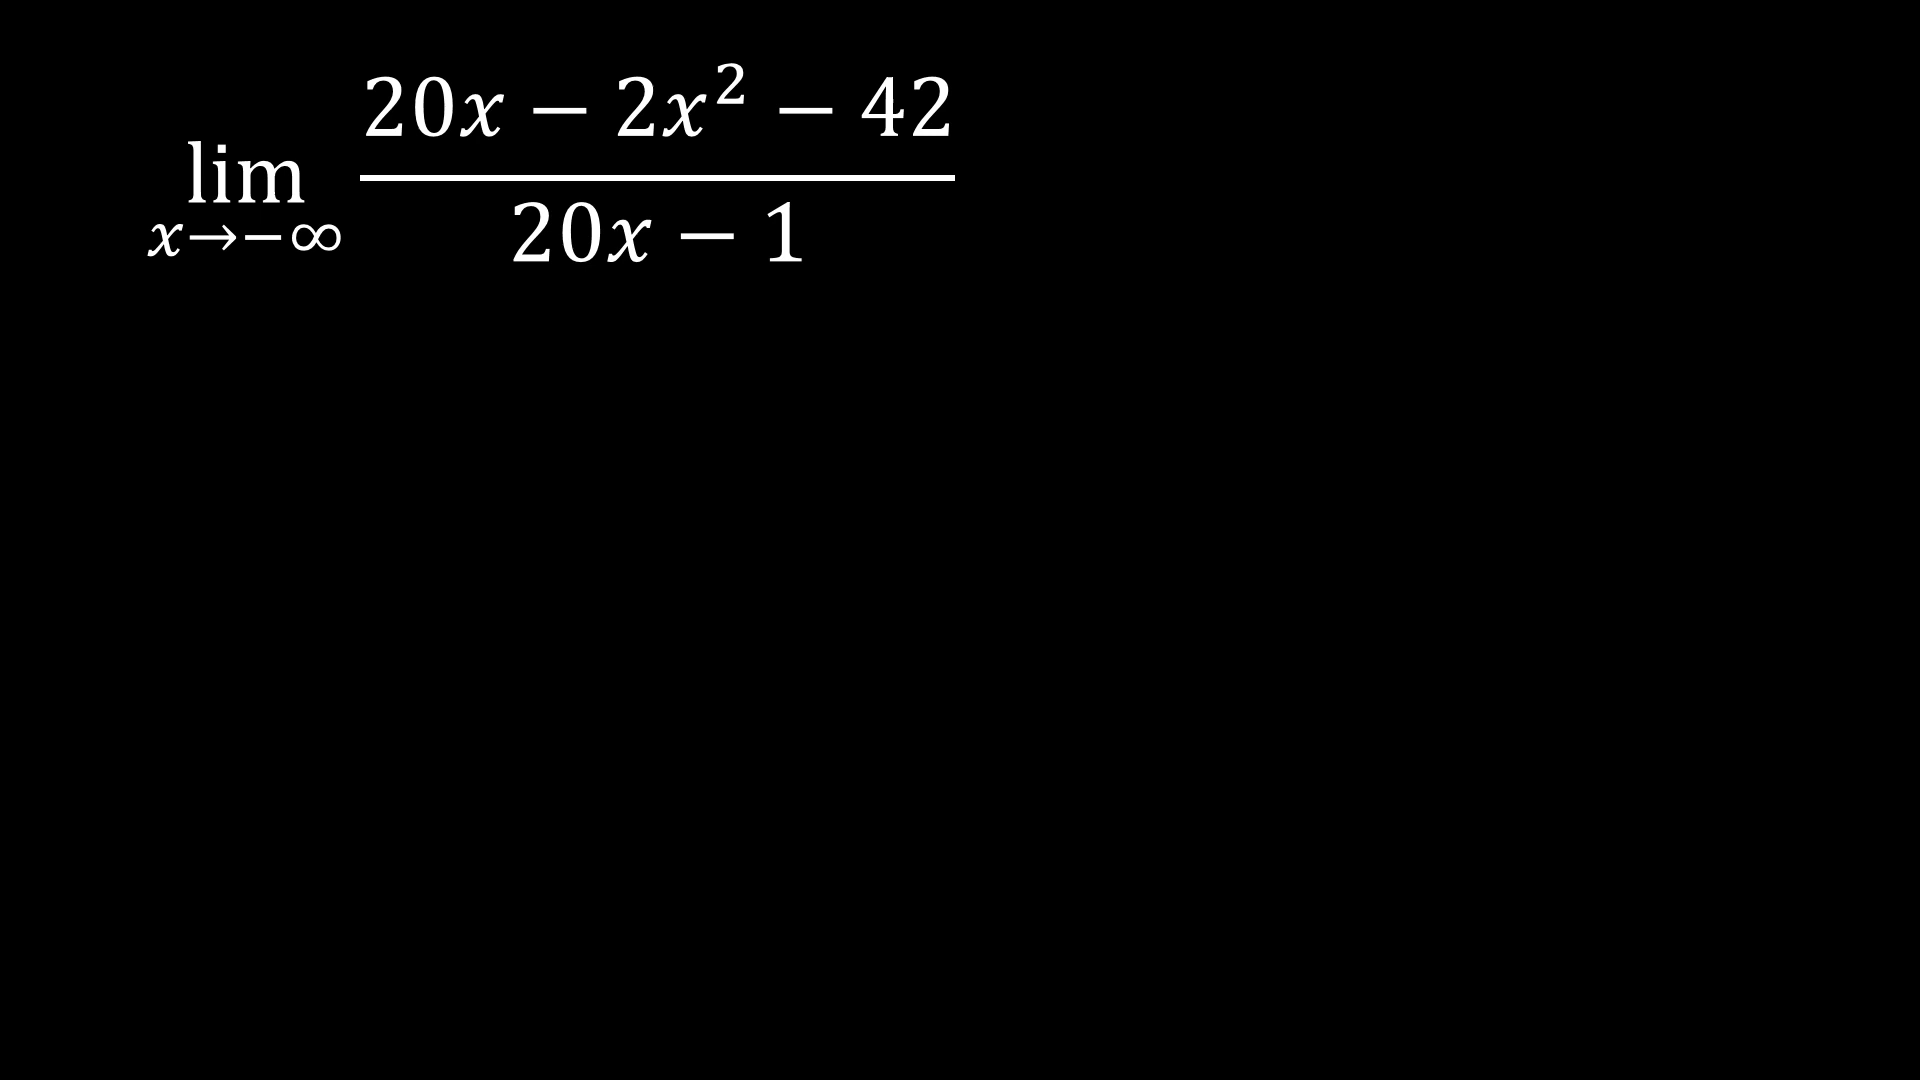 lim x→−∞ (20x − 2x² − 42)/(20x − 1)